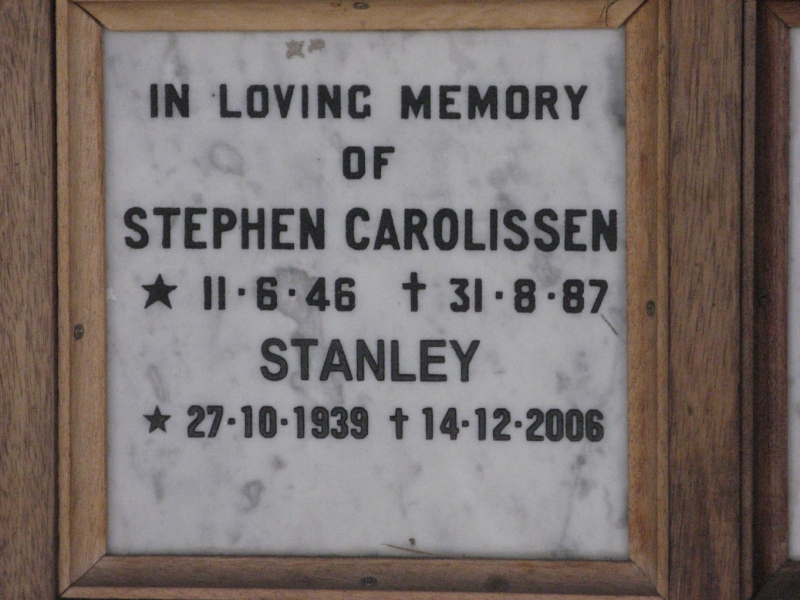 IN LOVING MEMORY
OF
STEPHEN CAROLISSEN
★ 11·6·46 † 31·8·87
STANLEY
★ 27·10·1939 † 14·12·2006